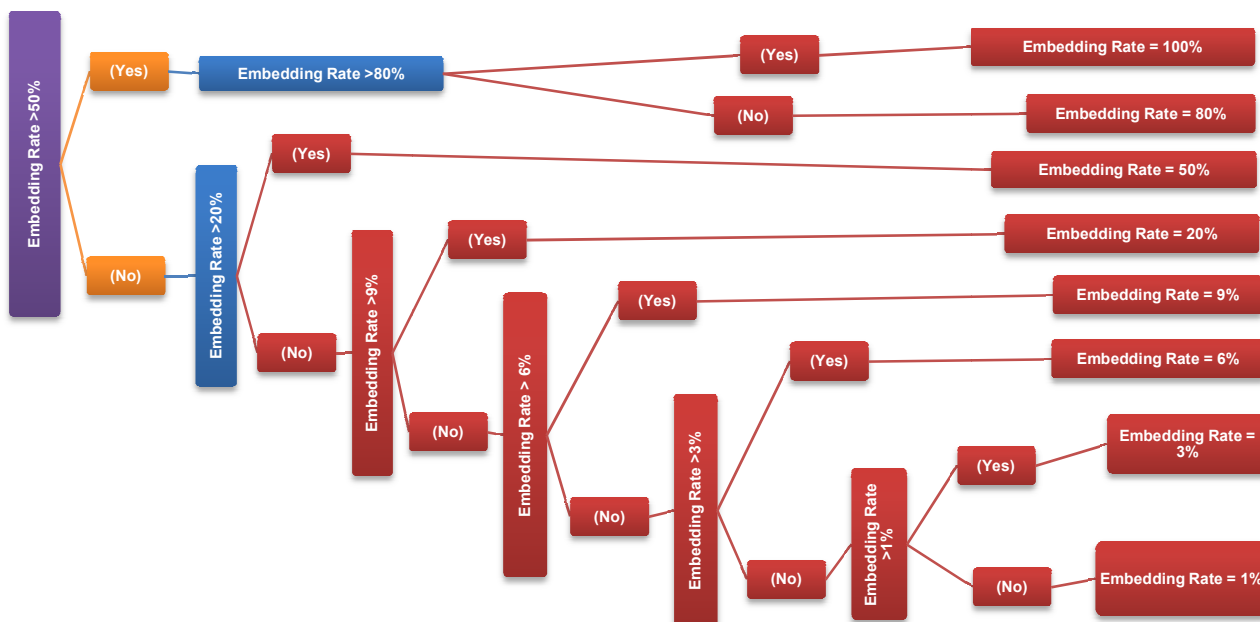 Embedding Rate >50%
(Yes)
Embedding Rate >80%
(Yes)
Embedding Rate = 100%
(No)
Embedding Rate = 80%
(No)
Embedding Rate >20%
(Yes)
Embedding Rate = 50%
(No)
Embedding Rate >9%
(Yes)
Embedding Rate = 20%
(No)
Embedding Rate > 6%
(Yes)
Embedding Rate = 9%
(No)
Embedding Rate >3%
(Yes)
Embedding Rate = 6%
(No)
Embedding Rate
>1%
(Yes)
Embedding Rate =
3%
(No)
Embedding Rate = 1%